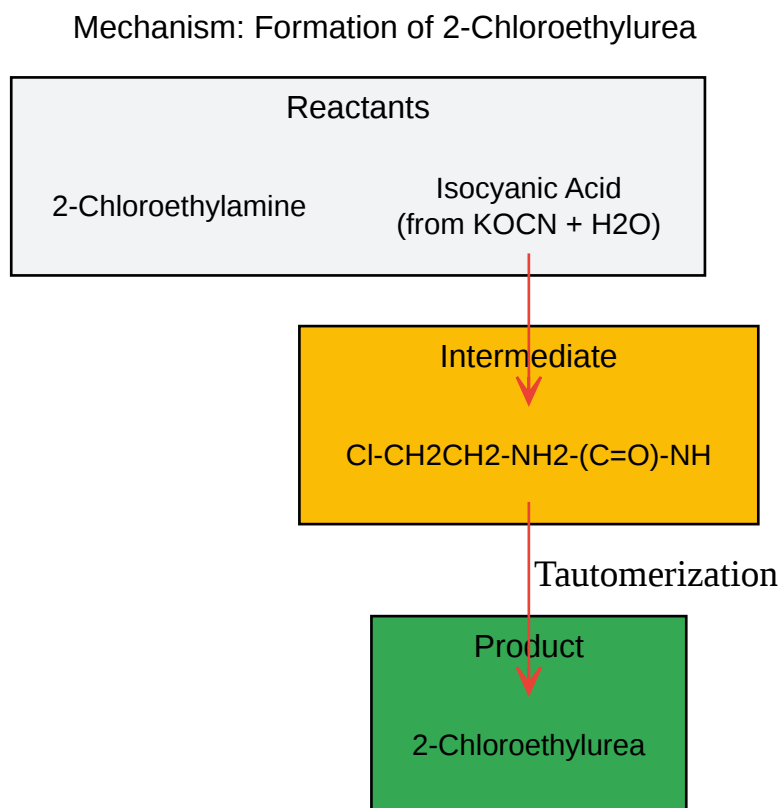 Mechanism: Formation of 2-Chloroethylurea
Reactants
2-Chloroethylamine
Isocyanic Acid
(from KOCN + H2O)
Intermediate
Cl-CH2CH2-NH2-(C=O)-NH
Tautomerization
Product
2-Chloroethylurea